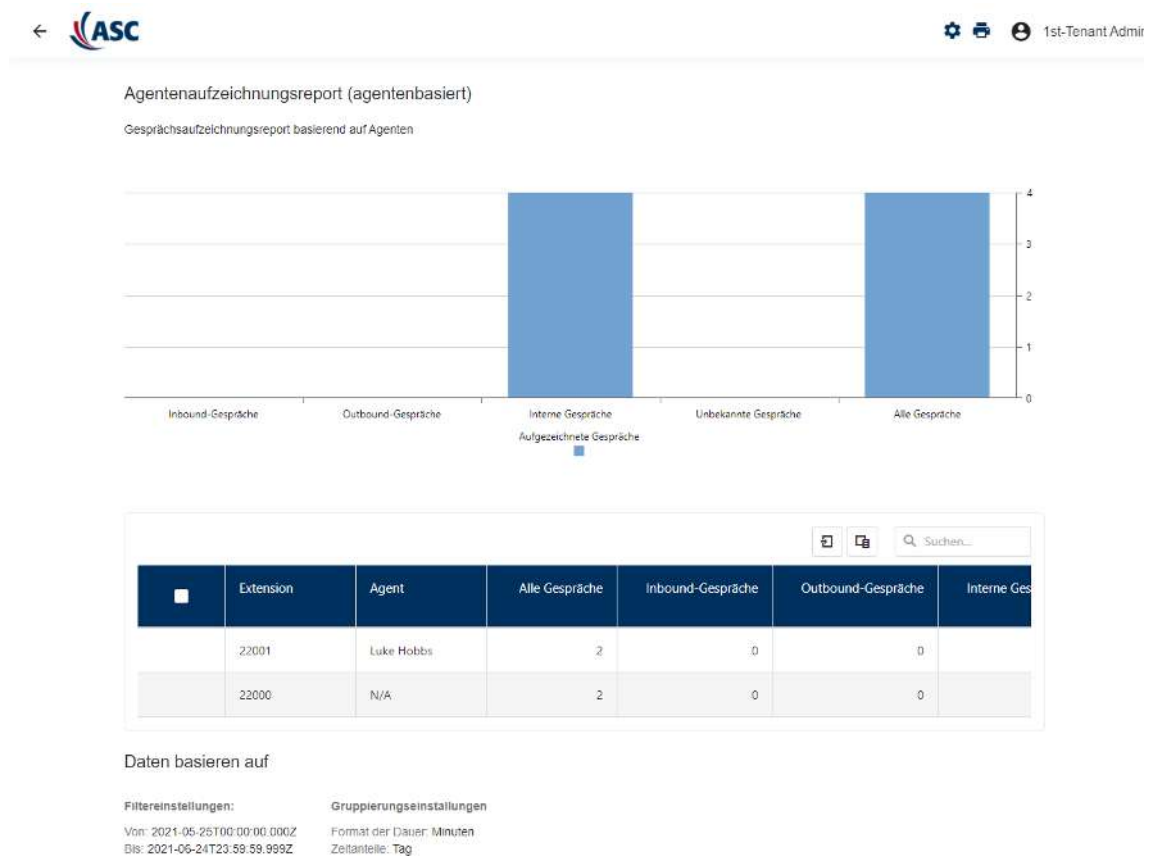 ASC
1st-Tenant Admin
Agentenaufzeichnungsreport (agentenbasiert)
Gesprächsaufzeichnungsreport basierend auf Agenten
4
3
2
1
0
Inbound-Gespräche Outbound-Gespräche Interne Gespräche Unbekannte Gespräche Alle Gespräche
Aufgezeichnete Gespräche
Suchen...
Extension Agent Alle Gespräche Inbound-Gespräche Outbound-Gespräche Interne Ges
22001 Luke Hobbs 2 0 0
22000 N/A 2 0 0
Daten basieren auf
Filtereinstellungen: Gruppierungseinstallungen
Von: 2021-05-25T00:00:00.000Z Format der Dauer: Minuten
Bis: 2021-06-24T23:59:59.999Z Zeitanteile: Tag